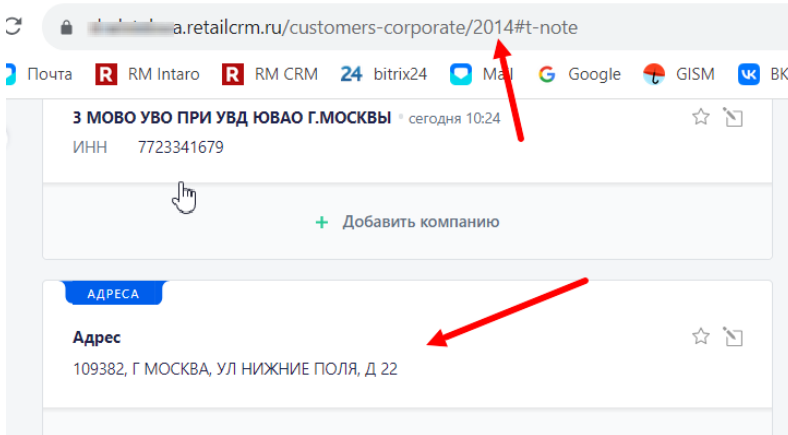 a.retailcrm.ru/customers-corporate/2014#t-note
Почта R RM Intaro R RM CRM 24 bitrix24 Mail G Google GISM VK ВК
3 МОВО УВО ПРИ УВД ЮВАО Г.МОСКВЫ • сегодня 10:24
ИНН 7723341679
+ Добавить компанию
АДРЕСА
Адрес
109382, Г МОСКВА, УЛ НИЖНИЕ ПОЛЯ, Д 22